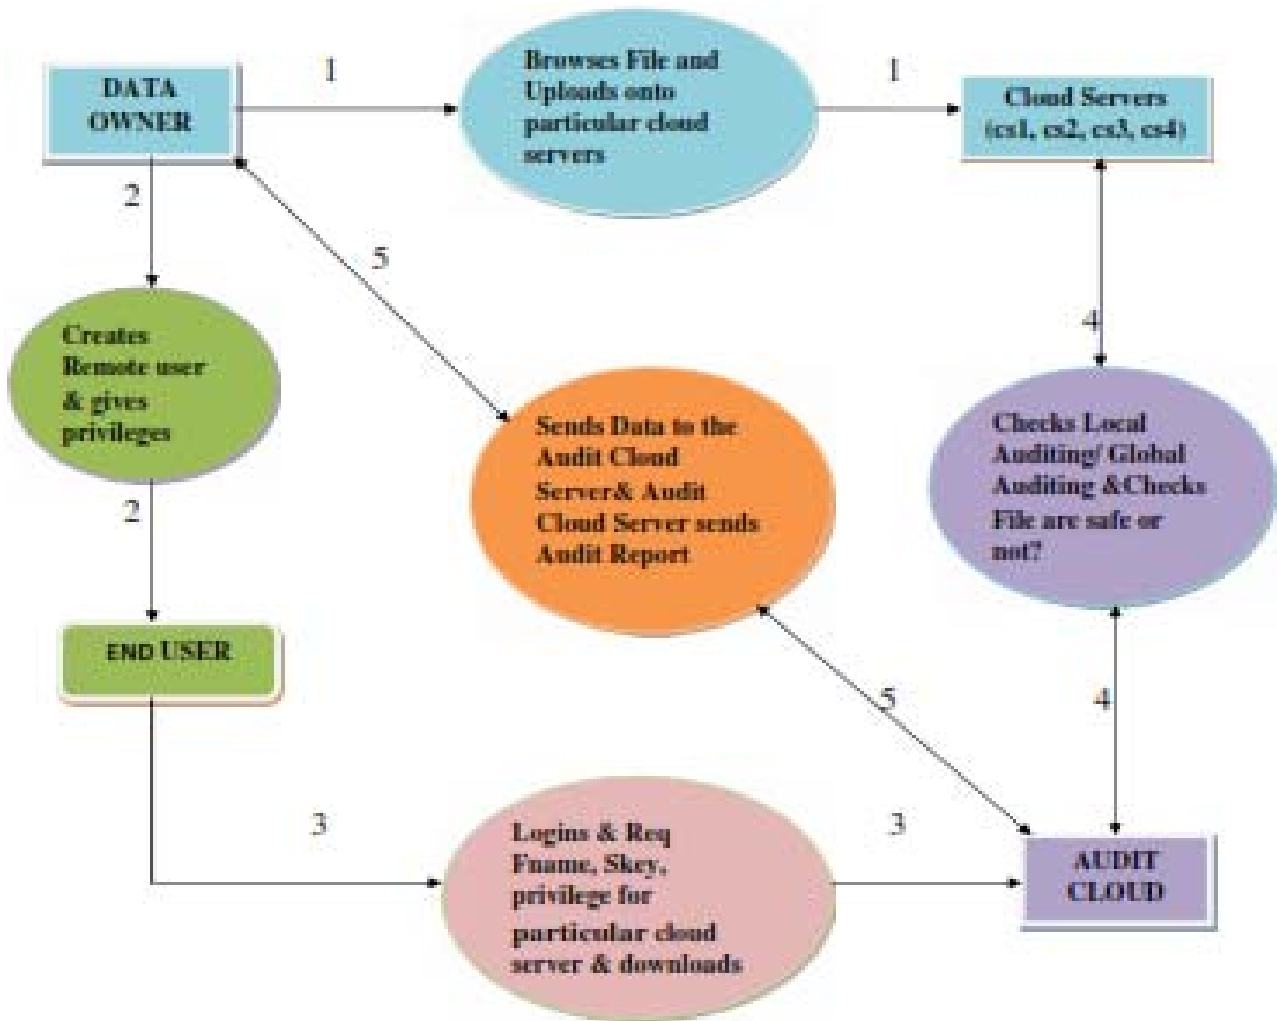 DATA
OWNER
1
Browses File and
Uploads onto
particular cloud
servers
1
Cloud Servers
(cs1, cs2, cs3, cs4)
2
5
4
Creates
Remote user
& gives
privileges
Sends Data to the
Audit Cloud
Server& Audit
Cloud Server sends
Audit Report
Checks Local
Auditing/ Global
Auditing &Checks
File are safe or
not?
2
END USER
5
4
3
Logins & Req
Fname, Skey,
privilege for
particular cloud
server & downloads
3
AUDIT
CLOUD